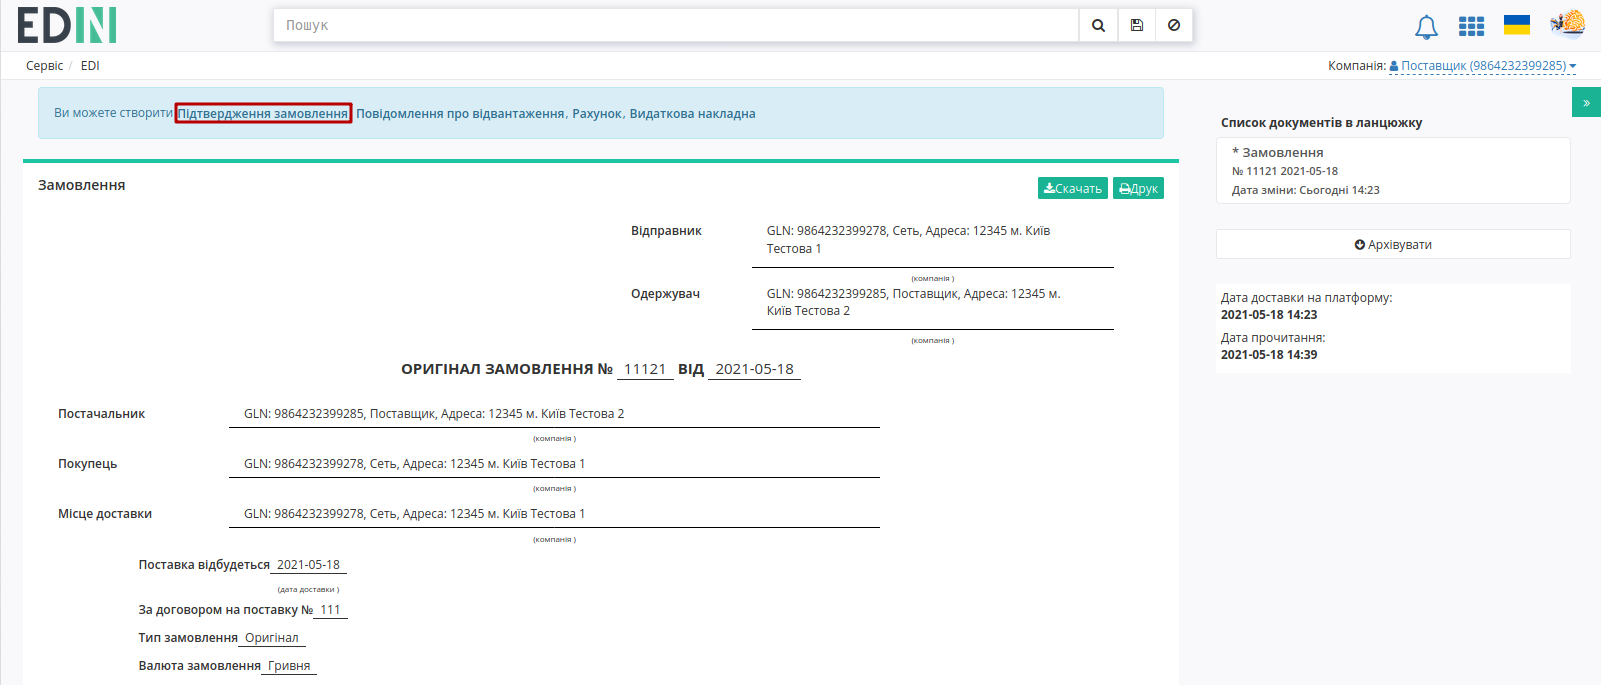 EDIN
Пошук
Сервіс / EDI
Компанія: Поставщик (9864232399285)
Ви можете створити Підтвердження замовлення, Повідомлення про відвантаження, Рахунок, Видаткова накладна
»
Список документів в ланцюжку
* Замовлення
№ 11121 2021-05-18
Дата зміни: Сьогодні 14:23
Архівувати
Дата доставки на платформу:
2021-05-18 14:23
Дата прочитання:
2021-05-18 14:39
Замовлення
Скачать Друк
Відправник GLN: 9864232399278, Сеть, Адреса: 12345 м. Київ
Тестова 1
(компанія )
Одержувач GLN: 9864232399285, Поставщик, Адреса: 12345 м.
Київ Тестова 2
(компанія )
ОРИГІНАЛ ЗАМОВЛЕННЯ № 11121 ВІД 2021-05-18
Постачальник GLN: 9864232399285, Поставщик, Адреса: 12345 м. Київ Тестова 2
(компанія )
Покупець GLN: 9864232399278, Сеть, Адреса: 12345 м. Київ Тестова 1
(компанія )
Місце доставки GLN: 9864232399278, Сеть, Адреса: 12345 м. Київ Тестова 1
(компанія )
Поставка відбудеться 2021-05-18
(дата доставки )
За договором на поставку № 111
Тип замовлення Оригінал
Валюта замовлення Гривня